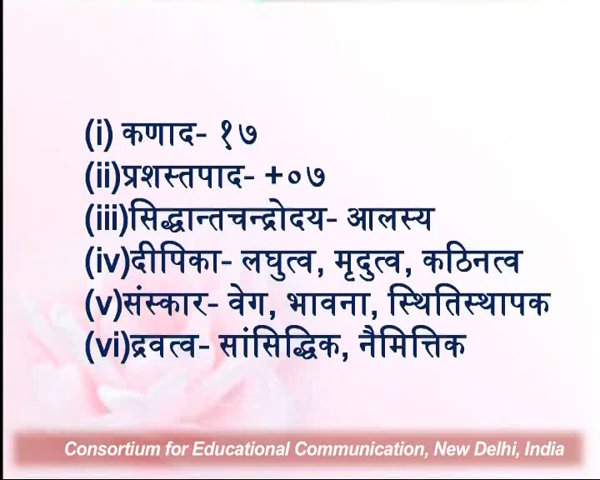 (i) कणाद- १७
(ii)प्रशस्तपाद- +०७
(iii)सिद्धान्तचन्द्रोदय- आलस्य
(iv)दीपिका- लघुत्व, मृदुत्व, कठिनत्व
(v)संस्कार- वेग, भावना, स्थितिस्थापक
(vi)द्रवत्व- सांसिद्धिक, नैमित्तिक
Consortium for Educational Communication, New Delhi, India